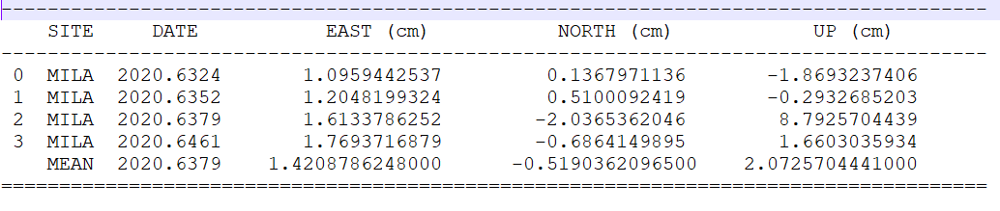 ------------------------------------------------------------------------------------
SITE DATE EAST (cm) NORTH (cm) UP (cm)
------------------------------------------------------------------------------------
0 MILA 2020.6324 1.0959442537 0.1367971136 -1.8693237406
1 MILA 2020.6352 1.2048199324 0.5100092419 -0.2932685203
2 MILA 2020.6379 1.6133786252 -2.0365362046 8.7925704439
3 MILA 2020.6461 1.7693716879 -0.6864149895 1.6603035934
MEAN 2020.6379 1.4208786248000 -0.5190362096500 2.0725704441000
====================================================================================